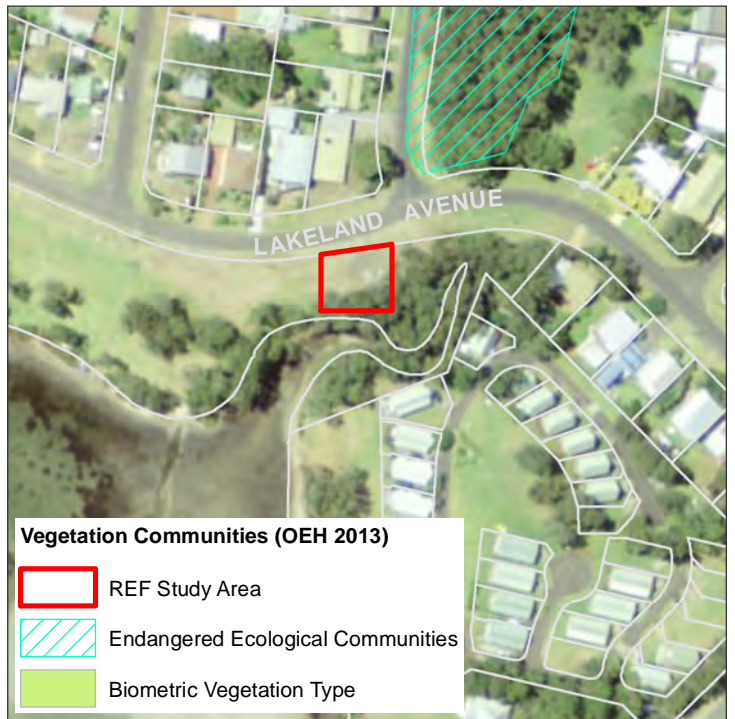 LAKELAND AVENUE
Vegetation Communities (OEH 2013)
REF Study Area
Endangered Ecological Communities
Biometric Vegetation Type